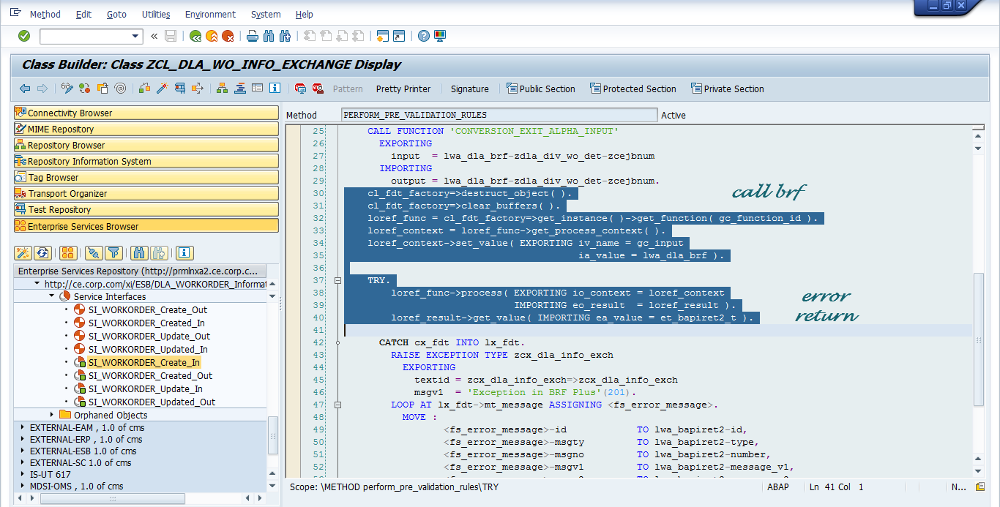 Method Edit Goto Utilities Environment System Help
Class Builder: Class ZCL_DLA_WO_INFO_EXCHANGE Display
Pattern Pretty Printer Signature Public Section Protected Section Private Section
Connectivity Browser
MIME Repository
Repository Browser
Repository Information System
Tag Browser
Transport Organizer
Test Repository
Enterprise Services Browser
Enterprise Services Repository (http://prmlnxa2.ce.corp.c...
http://ce.corp.com/xi/ESB/DLA_WORKORDER_Informat
Service Interfaces
SI_WORKORDER_Create_Out
SI_WORKORDER_Created_In
SI_WORKORDER_Update_Out
SI_WORKORDER_Updated_In
SI_WORKORDER_Create_In
SI_WORKORDER_Created_Out
SI_WORKORDER_Update_In
SI_WORKORDER_Updated_Out
Orphaned Objects
EXTERNAL-EAM , 1.0 of cms
EXTERNAL-ERP , 1.0 of cms
EXTERNAL-ESB 1.0 of cms
EXTERNAL-SC 1.0 of cms
IS-UT 617
MDSI-OMS , 1.0 of cms
Method PERFORM_PRE_VALIDATION_RULES Active
25 CALL FUNCTION 'CONVERSION_EXIT_ALPHA_INPUT'
26 EXPORTING
27 input = lwa_dla_brf-zdla_div_wo_det-zcejbnum
28 IMPORTING
29 output = lwa_dla_brf-zdla_div_wo_det-zcejbnum.
30 cl_fdt_factory=>destruct_object( ).
31 cl_fdt_factory=>clear_buffers( ).
32 loref_func = cl_fdt_factory=>get_instance( )->get_function( gc_function_id ).
33 loref_context = loref_func->get_process_context( ).
34 loref_context->set_value( EXPORTING iv_name = gc_input
35 ia_value = lwa_dla_brf ).
36
37 TRY.
38 loref_func->process( EXPORTING io_context = loref_context
39 IMPORTING eo_result = loref_result ).
40 loref_result->get_value( IMPORTING ea_value = et_bapiret2_t ).
41
42 CATCH cx_fdt INTO lx_fdt.
43 RAISE EXCEPTION TYPE zcx_dla_info_exch
44 EXPORTING
45 textid = zcx_dla_info_exch=>zcx_dla_info_exch
46 msgv1 = 'Exception in BRF Plus'(201).
47 LOOP AT lx_fdt->mt_message ASSIGNING <fs_error_message>.
48 MOVE :
49 <fs_error_message>-id TO lwa_bapiret2-id,
50 <fs_error_message>-msgty TO lwa_bapiret2-type,
51 <fs_error_message>-msgno TO lwa_bapiret2-number,
52 <fs_error_message>-msgv1 TO lwa_bapiret2-message_v1,
call brf
error
return
Scope: \METHOD perform_pre_validation_rules\TRY ABAP Ln 41 Col 1 N...